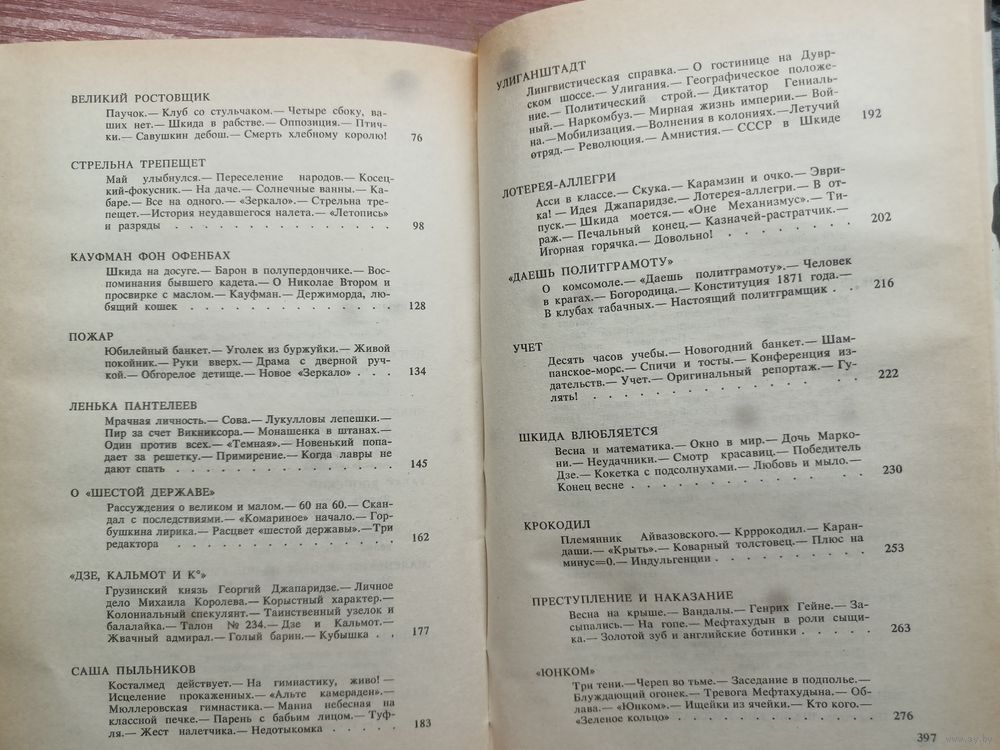 ВЕЛИКИЙ РОСТОВЩИК
Паучок.— Клуб со стульчаком.— Четыре сбоку, ва-
ших нет.— Шкида в рабстве.— Оппозиция.— Птич-
ки.— Савушкин дебош.— Смерть хлебному королю! 76
СТРЕЛЬНА ТРЕПЕЩЕТ
Май улыбнулся.— Переселение народов.— Косец-
кий-фокусник.— На даче.— Солнечные ванны.— Ка-
баре.— Все на одного.— «Зеркало».— Стрельна тре-
пещет.—История неудавшегося налета.— «Летопись»
и разряды . . . . . . . . . . . . . . . 98
КАУФМАН ФОН ОФЕНБАХ
Шкида на досуге.— Барон в полупердончике.— Вос-
поминания бывшего кадета.— О Николае Втором и
просвирке с маслом.— Кауфман.— Держиморда, лю-
бящий кошек . . . . . . . . . . . . . . 128
ПОЖАР
Юбилейный банкет.— Уголек из буржуйки.— Живой
покойник.— Руки вверх.— Драма с дверной руч-
кой.— Обгорелое детище.— Новое «Зеркало» . . . 134
ЛЕНЬКА ПАНТЕЛЕЕВ
Мрачная личность.— Сова.— Лукулловы лепешки.—
Пир за счет Викниксора.— Монашенка в штанах.—
Один против всех.— «Темная».— Новенький попа-
дает за решетку.— Примирение.— Когда лавры не
дают спать . . . . . . . . . . . . . . . 145
О «ШЕСТОЙ ДЕРЖАВЕ»
Рассуждения о великом и малом.— 60 на 60.— Скан-
дал с последствиями.— «Комариное» начало.— Гор-
бушкина лирика.— Расцвет «шестой державы».— Три
редактора . . . . . . . . . . . . . . . 162
«ДЗЕ, КАЛЬМОТ И К°»
Грузинский князь Георгий Джапаридзе.— Личное
дело Михаила Королева.— Корыстный характер.—
Колониальный спекулянт.— Таинственный узелок и
балалайка.— Талон № 234.— Дзе и Кальмот.—
Жвачный адмирал.— Голый барин.— Кубышка . . 177
САША ПЫЛЬНИКОВ
Косталмед действует.— На гимнастику, живо!—
Исцеление прокаженных.— «Альте камераден».—
Мюллеровская гимнастика.— Манна небесная на
классной печке.— Парень с бабьим лицом.— Туф-
ля.— Жест налетчика.— Недотыкомка . . . . . 183
УЛИГАНШТАДТ
Лингвистическая справка.— О гостинице на Дувр-
ском шоссе.— Улигания.— Географическое положе-
ние.— Политический строй.— Диктатор Гениаль-
ный.— Наркомбуз.— Мирная жизнь империи.— Вой-
на.—Мобилизация.— Волнения в колониях.— Летучий
отряд.— Революция.— Амнистия.— СССР в Шкиде 192
ЛОТЕРЕЯ-АЛЛЕГРИ
Асси в классе.— Скука.— Карамзин и очко.— Эври-
ка!— Идея Джапаридзе.— Лотерея-аллегри.— В от-
пуск.— Шкида моется.— «Оне Механизмус».— Ти-
раж.— Печальный конец.— Казначей-растратчик.—
Игорная горячка.— Довольно! . . . . . . . . 202
«ДАЕШЬ ПОЛИТГРАМОТУ»
О комсомоле.— «Даешь политграмоту».— Человек
в крагах.— Богородица.— Конституция 1871 года.—
В клубах табачных.— Настоящий политграмщик . . 216
УЧЕТ
Десять часов учебы.— Новогодний банкет.— Шам-
панское-морс.— Спичи и тосты.— Конференция из-
дательств.— Учет.— Оригинальный репортаж.— Гу-
лять! . . . . . . . . . . . . . . . 222
ШКИДА ВЛЮБЛЯЕТСЯ
Весна и математика.— Окно в мир.— Дочь Марко-
ни.— Неудачники.— Смотр красавиц.— Победитель
Дзе.— Кокетка с подсолнухами.— Любовь и мыло.—
Конец весне . . . . . . . . . . . . . . 230
КРОКОДИЛ
Племянник Айвазовского.— Кррро­кодил.— Каран-
даши.— «Крыть».— Коварный толстовец.— Плюс на
минус=0.— Индульгенции . . . . . . . . . 253
ПРЕСТУПЛЕНИЕ И НАКАЗАНИЕ
Весна на крыше.— Вандалы.— Генрих Гейне.— За-
сыпались.— На гопе.— Мефтахудын в роли сыщи-
ка.— Золотой зуб и английские ботинки . . . . . 263
«ЮНКОМ»
Три тени.— Череп во тьме.— Заседание в подполье.—
Блуждающий огонек.— Тревога Мефтахудына.— Об-
лава.— «Юнком».— Ищейки из ячейки.— Кто кого.—
«Зеленое кольцо» . . . . . . . . . . . . 276
397
www.ay.by